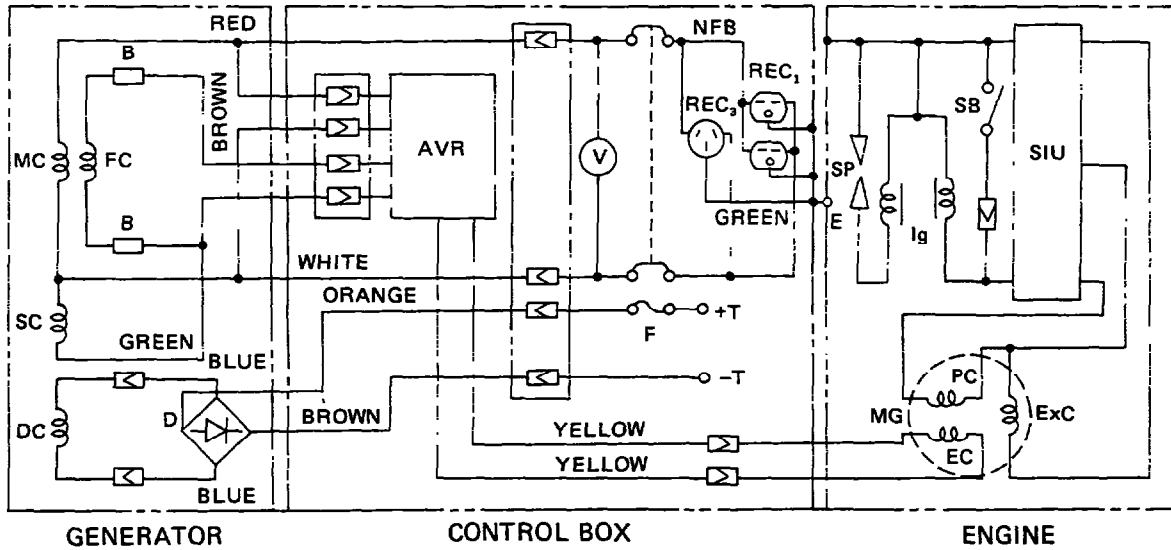 RED
NFB
B
BROWN
REC₁
REC₃
SB
MC
FC
AVR
V
SP
SIU
B
GREEN
E
Ig
WHITE
ORANGE
SC
+T
GREEN
F
BLUE
PC
-T
DC
D
BROWN
MG
ExC
YELLOW
EC
YELLOW
BLUE
GENERATOR
CONTROL BOX
ENGINE